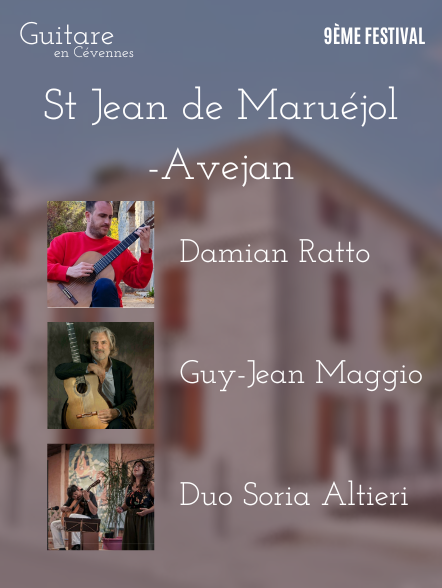 Guitare
en Cévennes
9ÈME FESTIVAL
St Jean de Maruéjol
-Avejan
Damian Ratto
Guy-Jean Maggio
Duo Soria Altieri